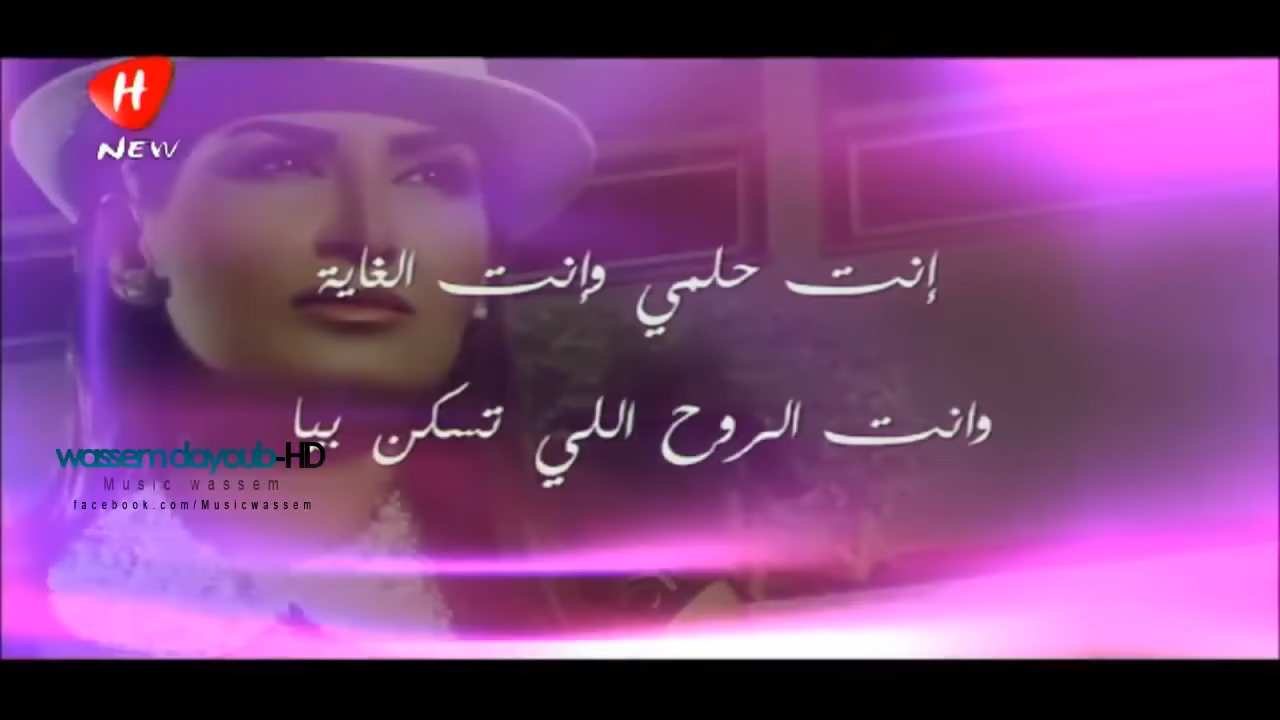 H
NEW
إنت حلمي وإنت الغاية
وانت الروح اللي تسكن بيا
wassem dayoub-HD
Music wassem
facebook.com/Musicwassem